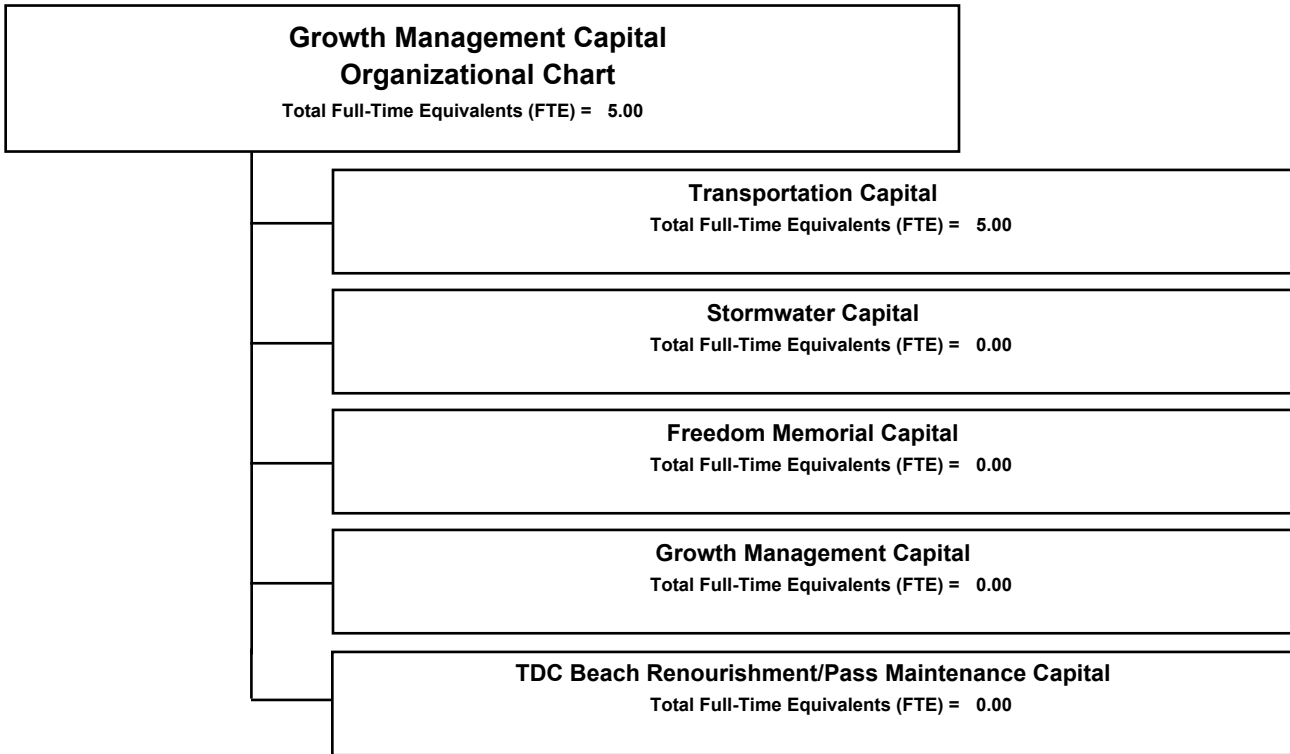 Growth Management Capital
Organizational Chart
Total Full-Time Equivalents (FTE) = 5.00
Transportation Capital
Total Full-Time Equivalents (FTE) = 5.00
Stormwater Capital
Total Full-Time Equivalents (FTE) = 0.00
Freedom Memorial Capital
Total Full-Time Equivalents (FTE) = 0.00
Growth Management Capital
Total Full-Time Equivalents (FTE) = 0.00
TDC Beach Renourishment/Pass Maintenance Capital
Total Full-Time Equivalents (FTE) = 0.00